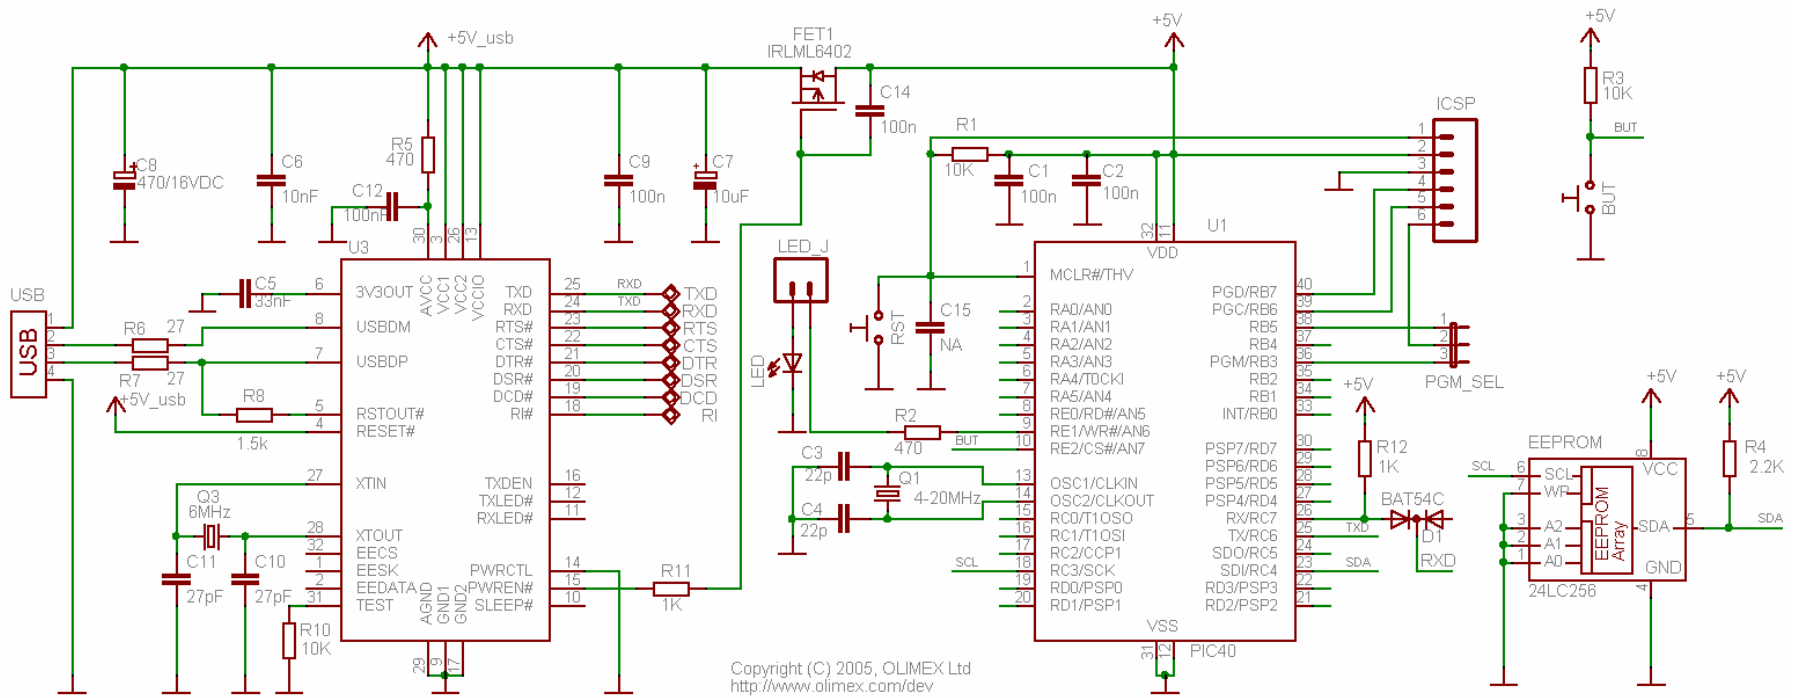 +5V_usb
FET1
IRLML6402
+5V
+5V
C8
470/16VDC
C6
10nF
R5
470
C12
100nF
C9
100n
C7
10uF
C14
100n
R1
10K
C1
100n
C2
100n
ICSP
1
2
3
4
5
6
R3
10K
BUT
BUT
U3
30
3
26
13
AVCC
VCC1
VCC2
VCCIO
C5
33nF
6
3V3OUT
8
USBDM
7
USBDP
5
RSTOUT#
4
RESET#
27
XTIN
28
XTOUT
32
EECS
1
EESK
2
EEDATA
31
TEST
TXD
25
RXD
24
RTS#
23
CTS#
22
DTR#
21
DSR#
20
DCD#
19
RI#
18
TXDEN
16
TXLED#
12
RXLED#
11
PWRCTL
14
PWREN#
15
SLEEP#
10
AGND
GND1
GND2
29
9
17
RXD
TXD
TXD
RXD
RTS
CTS
DTR
DSR
DCD
RI
USB
USB
1
2
3
4
R6
27
R7
27
+5V_usb
R8
1.5k
Q3
6MHz
C11
27pF
C10
27pF
R10
10K
R11
1K
LED_J
LED
RST
C15
NA
R2
470
BUT
C3
22p
C4
22p
Q1
4-20MHz
SCL
U1
32
11
VDD
1
MCLR#/THV
2
RA0/AN0
3
RA1/AN1
4
RA2/AN2
5
RA3/AN3
6
RA4/T0CKI
7
RA5/AN4
8
RE0/RD#/AN5
9
RE1/WR#/AN6
10
RE2/CS#/AN7
13
OSC1/CLKIN
14
OSC2/CLKOUT
15
RC0/T1OSO
16
RC1/T1OSI
17
RC2/CCP1
18
RC3/SCK
19
RD0/PSP0
20
RD1/PSP1
PGD/RB7
40
PGC/RB6
39
RB5
38
RB4
37
PGM/RB3
36
RB2
35
RB1
34
INT/RB0
33
PSP7/RD7
30
PSP6/RD6
29
PSP5/RD5
28
PSP4/RD4
27
RX/RC7
26
TX/RC6
25
SDO/RC5
24
SDI/RC4
23
RD3/PSP3
22
RD2/PSP2
21
VSS
31
12
PIC40
1
2
3
PGM_SEL
+5V
R12
1K
BAT54C
D1
TXD
RXD
SDA
+5V
+5V
EEPROM
SCL
6
SCL
7
WP
3
A2
2
A1
1
A0
EEPROM
Array
8
VCC
SDA
5
GND
4
24LC256
R4
2.2K
SDA
Copyright (C) 2005, OLIMEX Ltd
http://www.olimex.com/dev